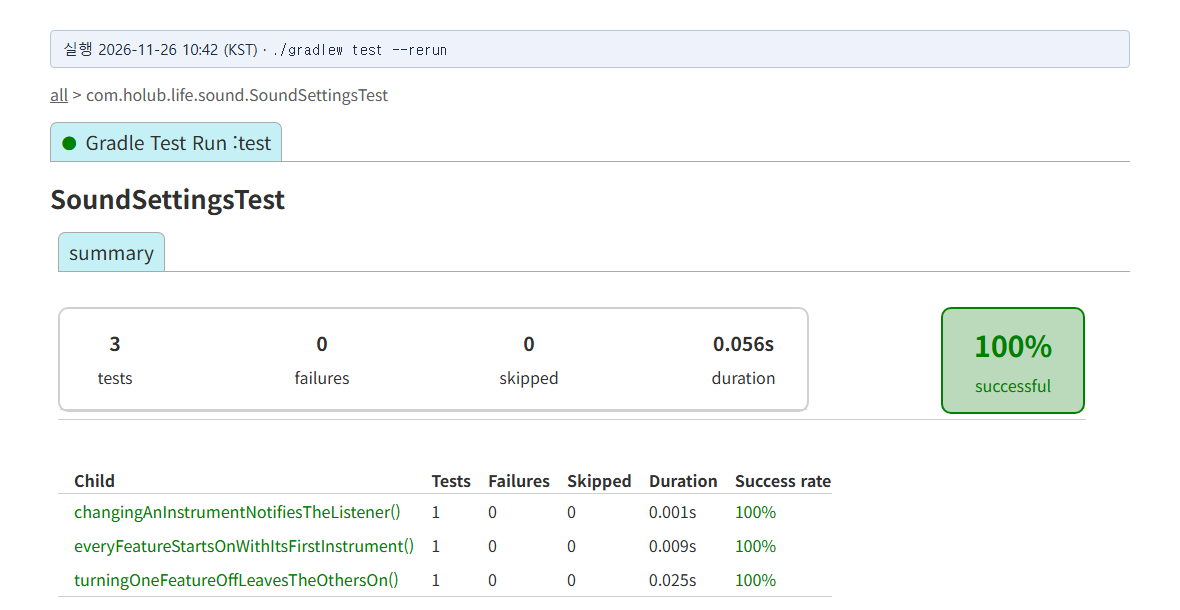 실행 2026-11-26 10:42 (KST) · ./gradlew test --rerun
all > com.holub.life.sound.SoundSettingsTest
Gradle Test Run :test
SoundSettingsTest
summary
3 0 0 0.056s 100%
tests failures skipped duration successful
Child Tests Failures Skipped Duration Success rate
changingAnInstrumentNotifiesTheListener() 1 0 0 0.001s 100%
everyFeatureStartsOnWithItsFirstInstrument() 1 0 0 0.009s 100%
turningOneFeatureOffLeavesTheOthersOn() 1 0 0 0.025s 100%